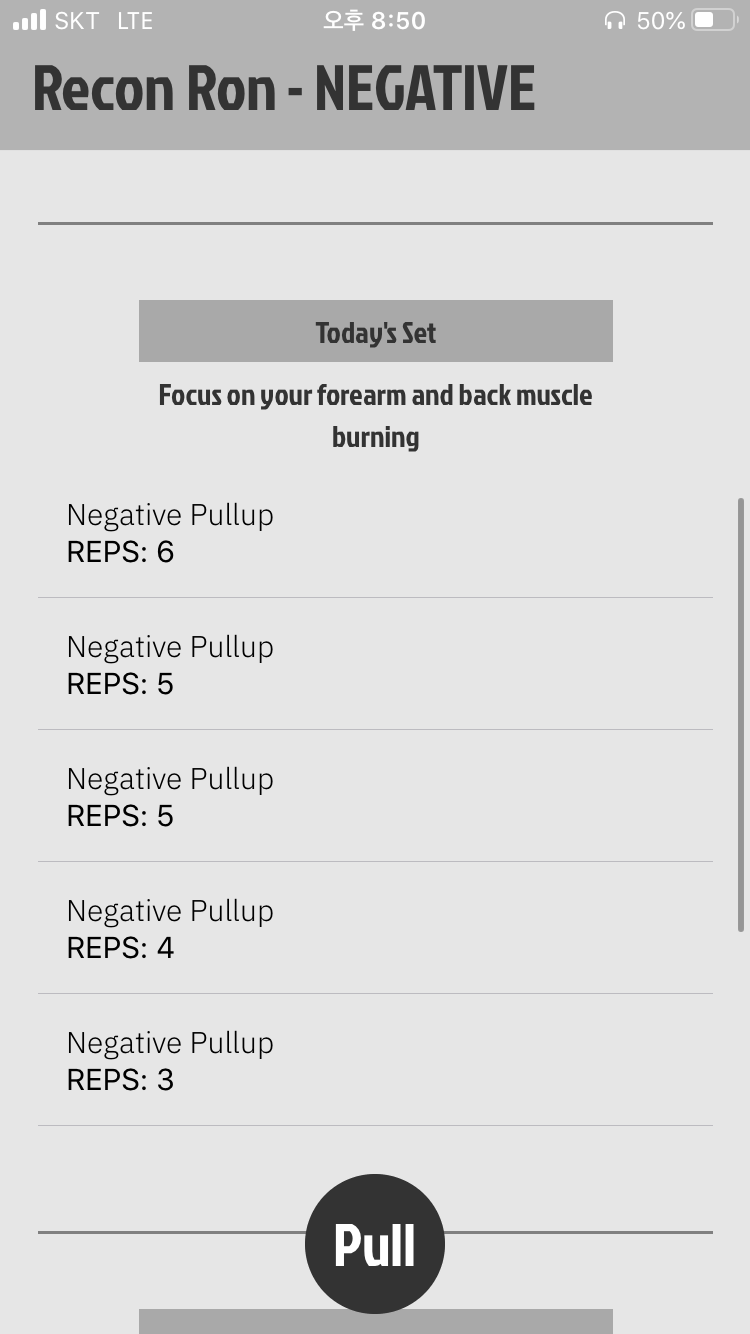 SKT LTE 오후 8:50 50%
Recon Ron - NEGATIVE
Today's Set
Focus on your forearm and back muscle
burning
Negative Pullup
REPS: 6
Negative Pullup
REPS: 5
Negative Pullup
REPS: 5
Negative Pullup
REPS: 4
Negative Pullup
REPS: 3
Pull